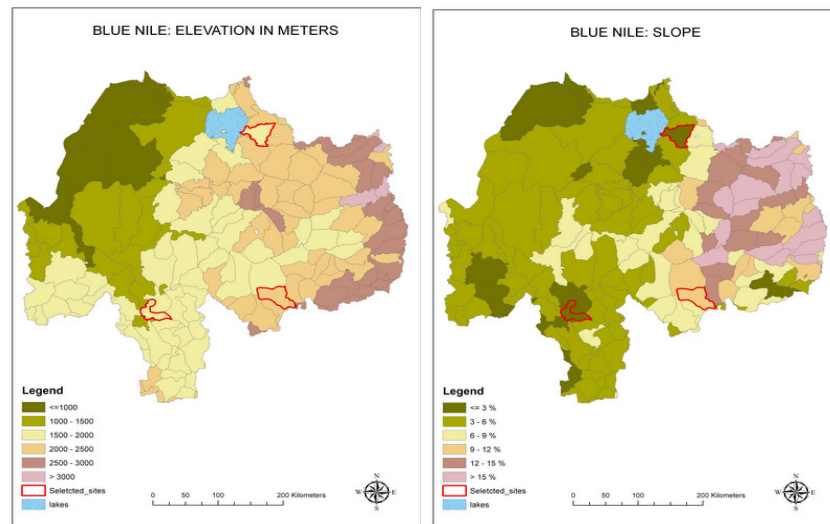 BLUE NILE: ELEVATION IN METERS
Legend
<=1000
1000 - 1500
1500 - 2000
2000 - 2500
2500 - 3000
> 3000
Seletcted_sites
lakes
0 50 100 200 Kilometers
N
W E
S
BLUE NILE: SLOPE
Legend
<= 3 %
3 - 6 %
6 - 9 %
9 - 12 %
12 - 15 %
> 15 %
Seletcted_sites
lakes
0 50 100 200 Kilometers
N
W E
S